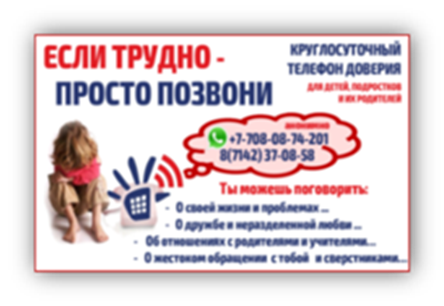 ЕСЛИ ТРУДНО -
ПРОСТО ПОЗВОНИ
КРУГЛОСУТОЧНЫЙ
ТЕЛЕФОН ДОВЕРИЯ
ДЛЯ ДЕТЕЙ, ПОДРОСТКОВ
И ИХ РОДИТЕЛЕЙ
анонимно
+7-708-08-74-201
8(7142) 37-08-58
Ты можешь поговорить:
- О своей жизни и проблемах ...
- О дружбе и неразделенной любви ...
- Об отношениях с родителями и учителями...
- О жестоком обращении с тобой и сверстниками...